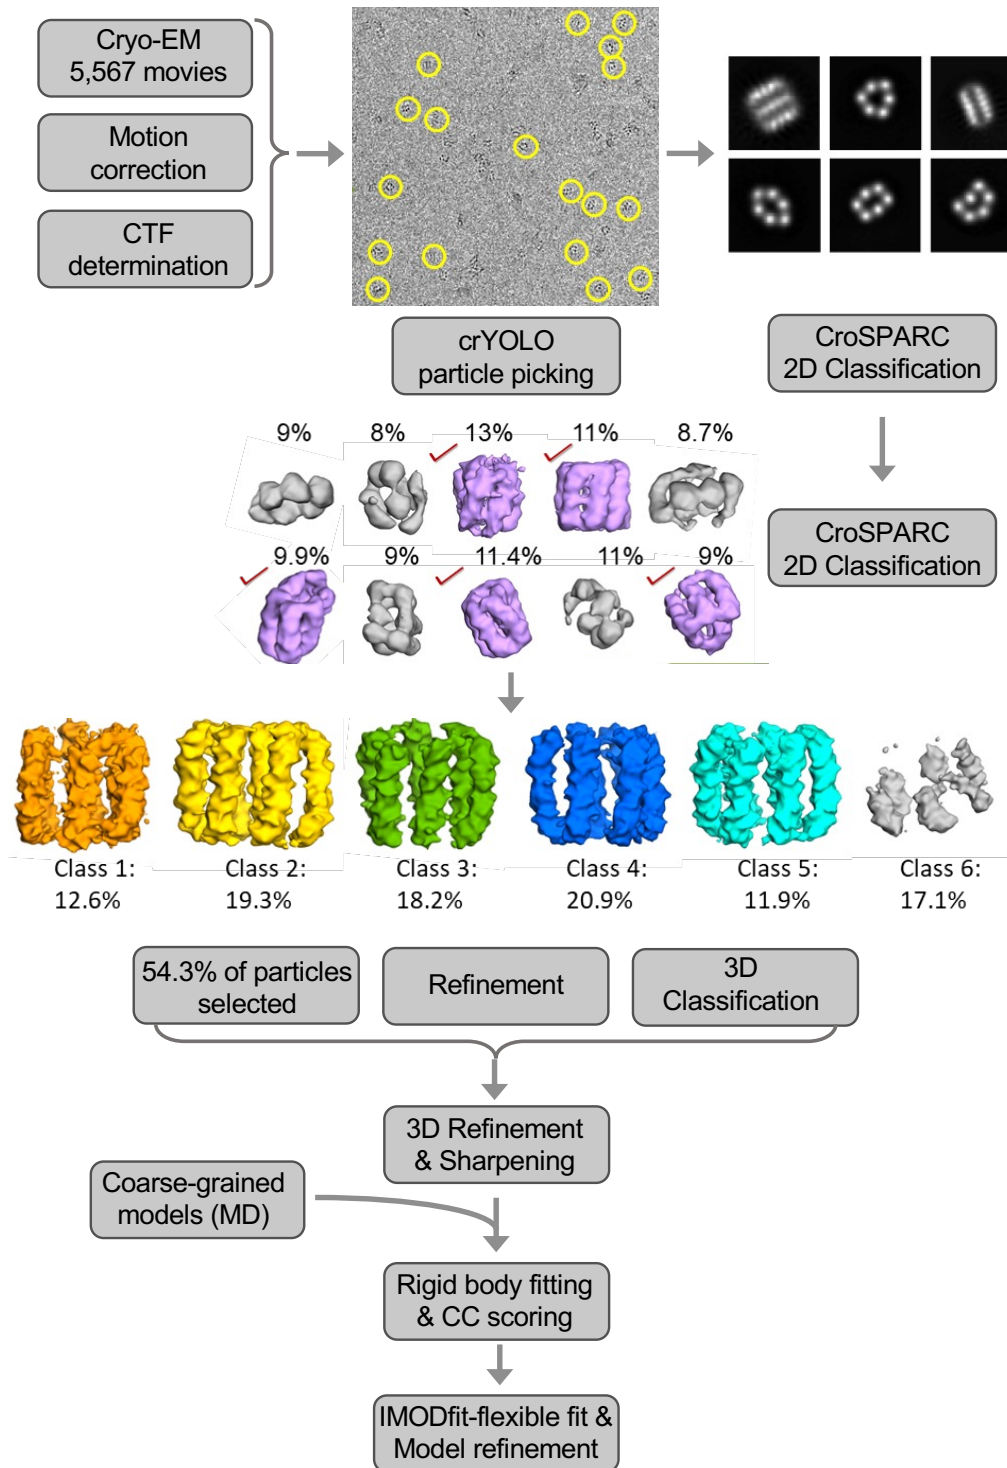 Cryo-EM
5,567 movies
Motion
correction
CTF
determination
crYOLO
particle picking
CroSPARC
2D Classification
9%
8%
13%
11%
8.7%
CroSPARC
2D Classification
9.9%
9%
11.4%
11%
9%
Class 1:
12.6%
Class 2:
19.3%
Class 3:
18.2%
Class 4:
20.9%
Class 5:
11.9%
Class 6:
17.1%
54.3% of particles
selected
Refinement
3D
Classification
3D Refinement
& Sharpening
Coarse-grained
models (MD)
Rigid body fitting
& CC scoring
IMODfit-flexible fit &
Model refinement